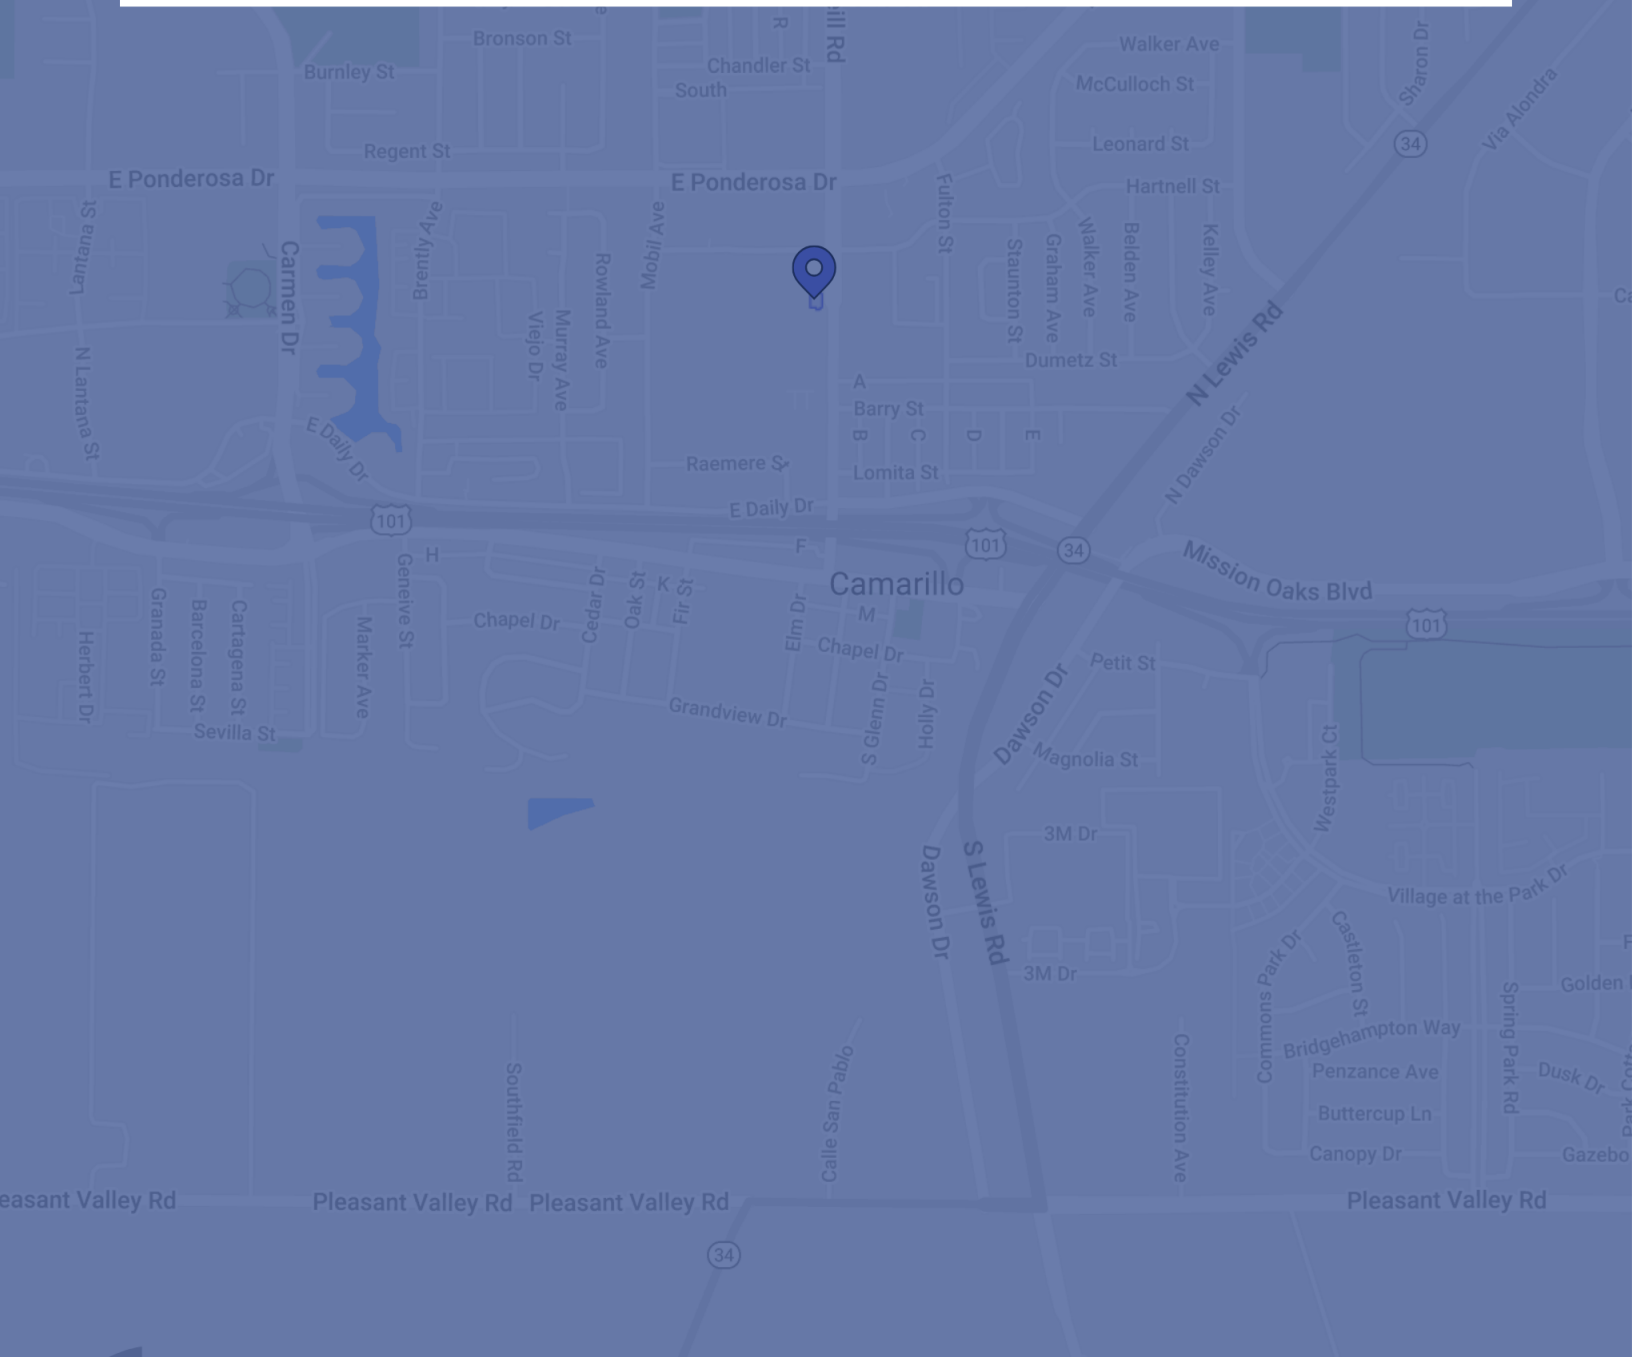 ill Rd
R
Bronson St
Walker Ave
Sharon Dr
Burnley St
Chandler St
South
McCulloch St
Via Alondra
Regent St
Leonard St
34
E Ponderosa Dr
E Ponderosa Dr
Hartnell St
Lantana St
Carmen Dr
Brently Ave
Mobil Ave
Fulton St
Rowland Ave
Viejo Dr
Murray Ave
Staunton St
Graham Ave
Walker Ave
Belden Ave
Kelley Ave
Ca
N Lantana St
Dumetz St
N Lewis Rd
A
Barry St
B
C
D
E
E Daily Dr
Raemere S
Lomita St
N Dawson Dr
E Daily Dr
101
F
101
34
H
Camarillo
Mission Oaks Blvd
Geneive St
Cedar Dr
Oak St
K
Fir St
Elm Dr
M
101
Granada St
Barcelona St
Cartagena St
Herbert Dr
Marker Ave
Chapel Dr
Chapel Dr
Petit St
Sevilla St
Grandview Dr
S Glenn Dr
Holly Dr
Dawson Dr
Magnolia St
Westpark Ct
3M Dr
Dawson Dr
S Lewis Rd
Village at the Park Dr
3M Dr
Commons Park Dr
Castleton St
F
Golden
Spring Park Rd
Bridgehampton Way
Southfield Rd
Calle San Pablo
Constitution Ave
Penzance Ave
Dusk Dr
Buttercup Ln
Canopy Dr
Gazebo
easant Valley Rd
Pleasant Valley Rd
Pleasant Valley Rd
Pleasant Valley Rd
34